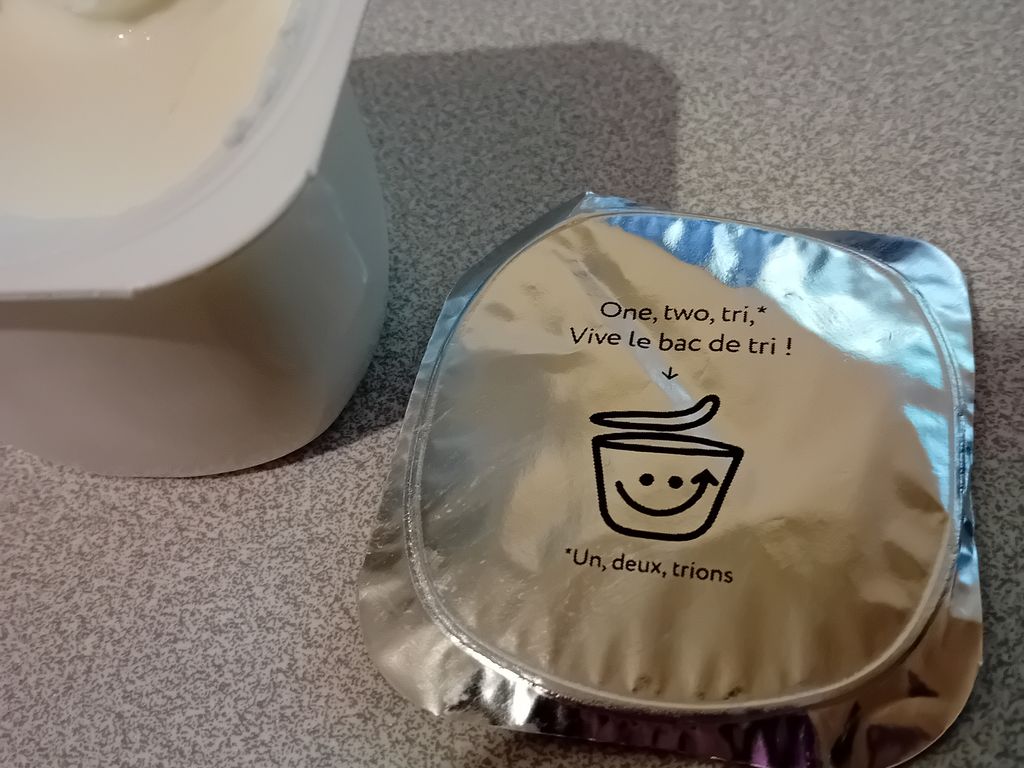 One, two, tri,*
Vive le bac de tri !
*Un, deux, trions